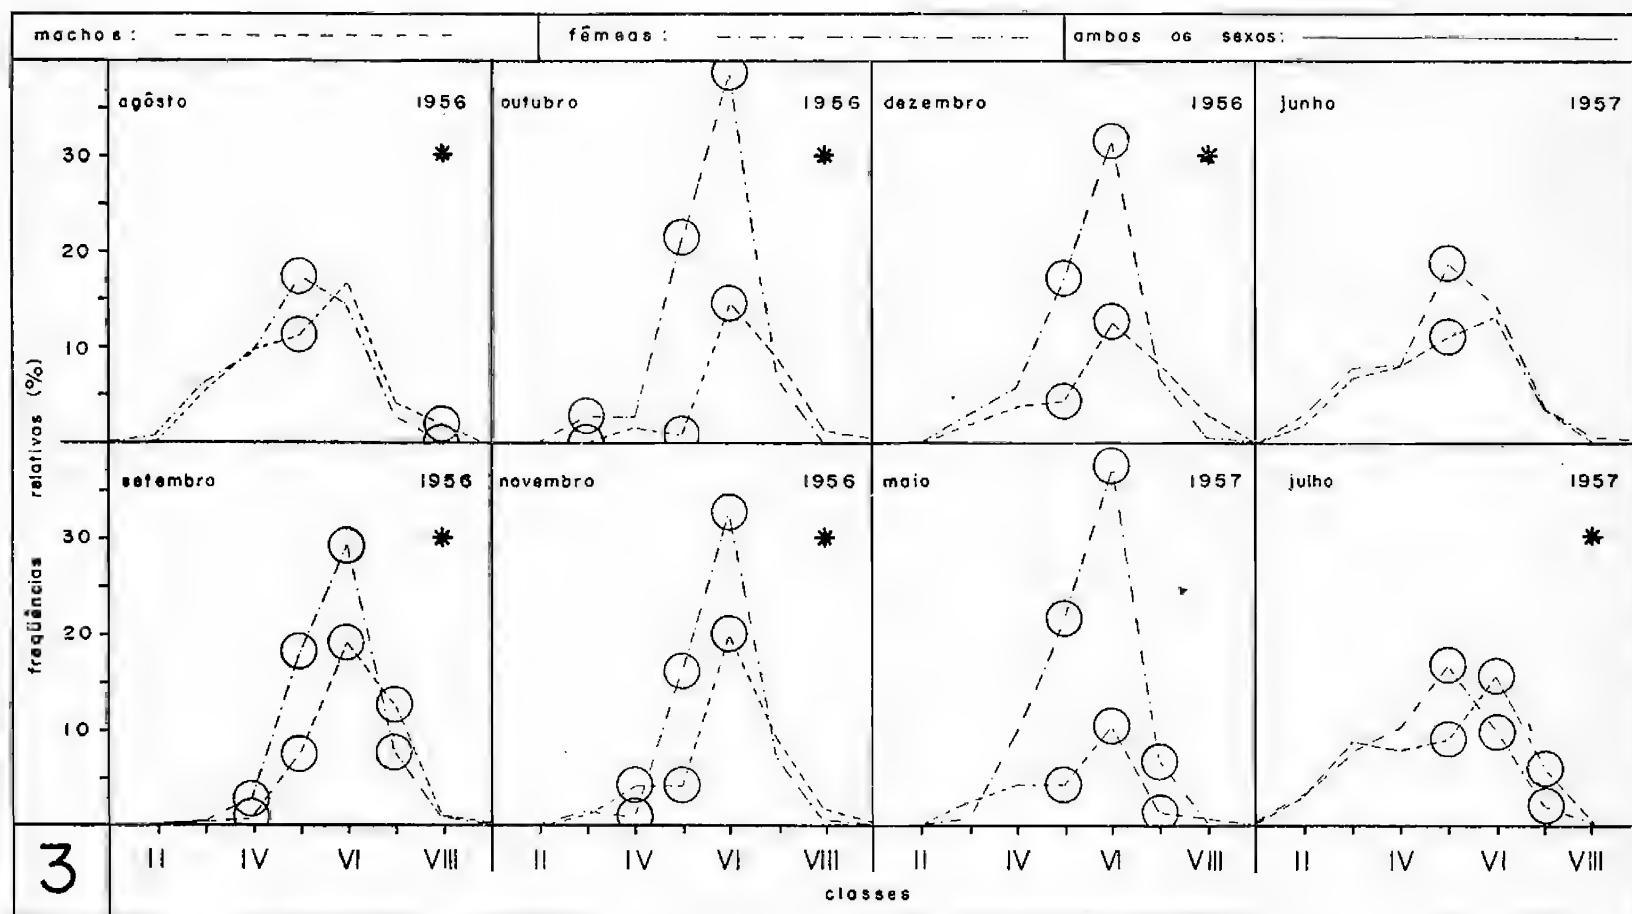 machos: fêmeas: ambos os sexos:
agôsto 1956 outubro 1956 dezembro 1956 junho 1957
* * *
30
20
10
setembro 1956 novembro 1956 maio 1957 julho 1957
* * *
30
20
10
freqüências relativas (%)
II IV VI VIII II IV VI VIII II IV VI VIII II IV VI VIII
3
classes